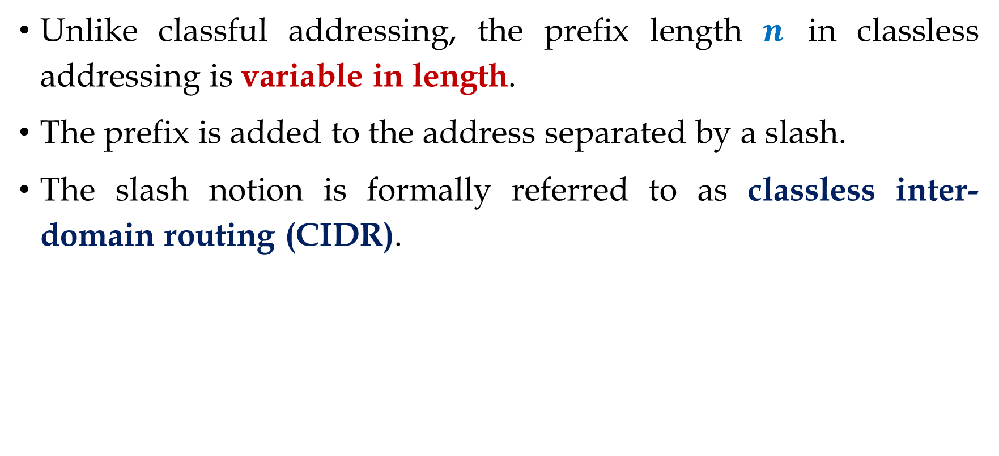 • Unlike classful addressing, the prefix length n in classless
addressing is variable in length.
• The prefix is added to the address separated by a slash.
• The slash notion is formally referred to as classless inter-
domain routing (CIDR).